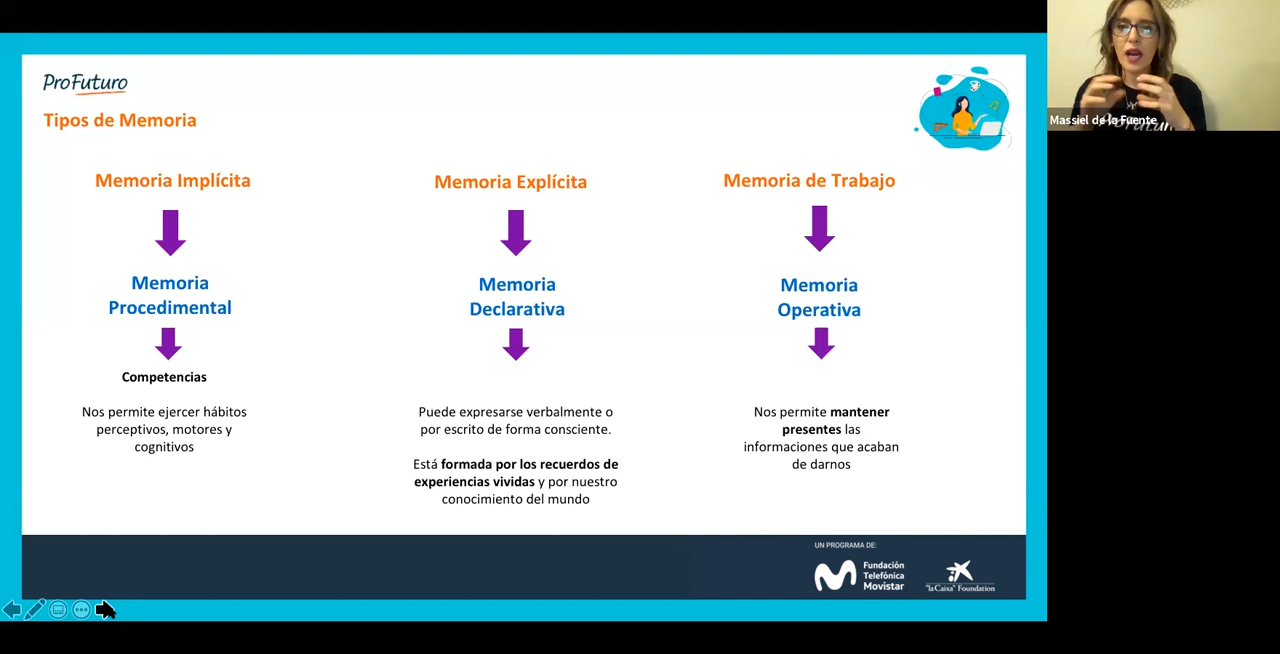 ProFuturo
Tipos de Memoria
Memoria Implícita
Memoria
Procedimental
Competencias
Nos permite ejercer hábitos
perceptivos, motores y
cognitivos
Memoria Explícita
Memoria
Declarativa
Puede expresarse verbalmente o
por escrito de forma consciente.
Está formada por los recuerdos de
experiencias vividas y por nuestro
conocimiento del mundo
Memoria de Trabajo
Memoria
Operativa
Nos permite mantener
presentes las
informaciones que acaban
de darnos
UN PROGRAMA DE:
Fundación
Telefónica
Movistar
"la Caixa" Foundation
Massiel de la Fuente